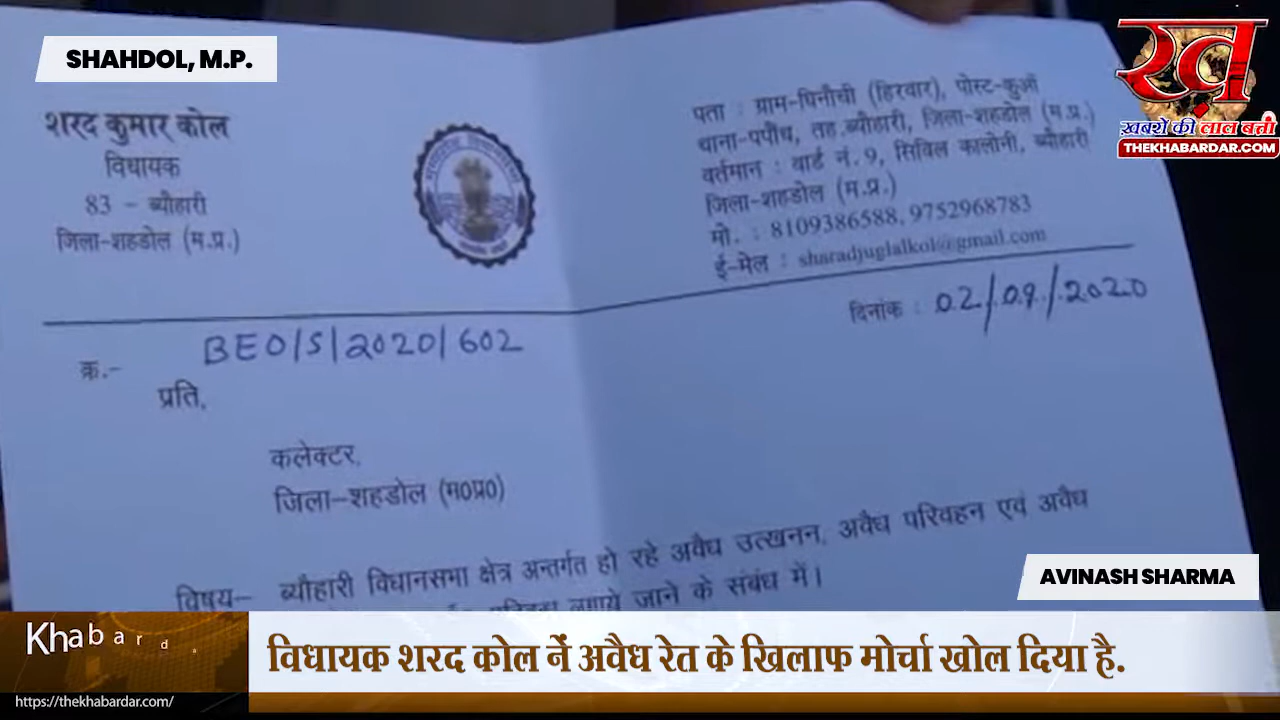 SHAHDOL, M.P.
रव
ख़बरों की लाल बत्ती
THEKHABARDAR.COM
शरद कुमार कोल
विधायक
83 - ब्यौहारी
जिला-शहडोल (म.प्र.)
पता : ग्राम-पिनौची (हिरवार), पोस्ट-कुऑ
थाना-पपौंध, तह.ब्यौहारी, जिला-शहडोल (म.प्र.)
वर्तमान : वार्ड नं. 9, सिविल कालोनी, ब्यौहारी
जिला-शहडोल (म.प्र.)
मो. : 8109386588, 9752968783
ई-मेल : sharadjuglalkol@gmail.com
दिनांक : 02/09/2020
क्र.- BEO/S/2020/602
प्रति,
कलेक्टर,
जिला-शहडोल (म0प्र0)
विषय- ब्यौहारी विधानसभा क्षेत्र अन्तर्गत हो रहे अवैध उत्खनन, अवैध परिवहन एवं अवैध
लगाये जाने के संबंध में।
AVINASH SHARMA
Khabard
विधायक शरद कोल नें अवैध रेत के खिलाफ मोर्चा खोल दिया है.
https://thekhabardar.com/